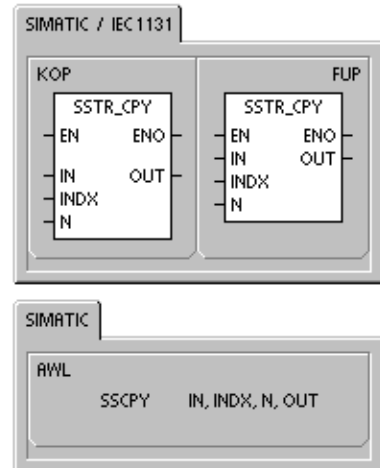 SIMATIC / IEC1131
KOP
SSTR_CPY
EN ENO
IN OUT
INDX
N
FUP
SSTR_CPY
EN ENO
IN OUT
INDX
N
SIMATIC
AWL
SSCPY IN, INDX, N, OUT